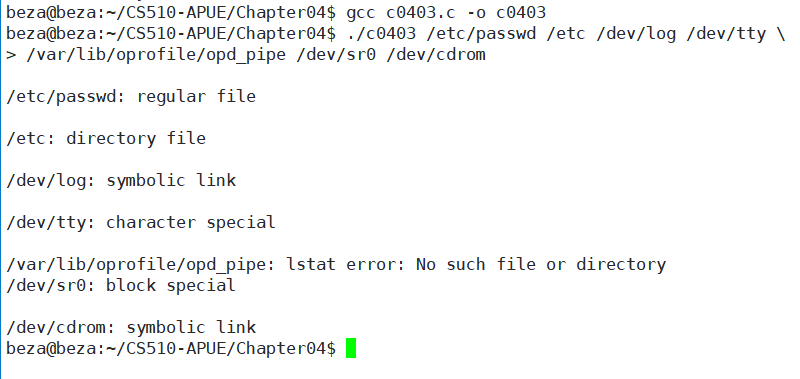 beza@beza:~/CS510-APUE/Chapter04$ gcc c0403.c -o c0403
beza@beza:~/CS510-APUE/Chapter04$ ./c0403 /etc/passwd /etc /dev/log /dev/tty \
> /var/lib/oprofile/opd_pipe /dev/sr0 /dev/cdrom
/etc/passwd: regular file
/etc: directory file
/dev/log: symbolic link
/dev/tty: character special
/var/lib/oprofile/opd_pipe: lstat error: No such file or directory
/dev/sr0: block special
/dev/cdrom: symbolic link
beza@beza:~/CS510-APUE/Chapter04$